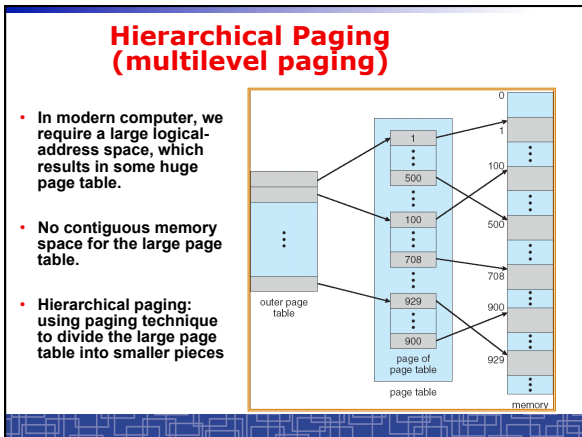 Hierarchical Paging
(multilevel paging)
• In modern computer, we
require a large logical-
address space, which
results in some huge
page table.
• No contiguous memory
space for the large page
table.
• Hierarchical paging:
using paging technique
to divide the large page
table into smaller pieces
outer page
table
1
500
100
708
929
900
page of
page table
page table
0
1
100
500
708
900
929
memory